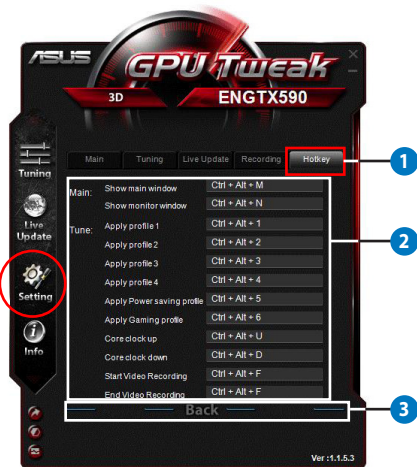 ASUS GPU Tweak
3D ENGTX590
Main Tuning Live Update Recording Hotkey
1
Tuning
Live
Update
Setting
Info
Main: Show main window Ctrl + Alt + M
Show monitor window Ctrl + Alt + N
Tune: Apply profile 1 Ctrl + Alt + 1
Apply profile 2 Ctrl + Alt + 2
2
Apply profile 3 Ctrl + Alt + 3
Apply profile 4 Ctrl + Alt + 4
Apply Power saving profile Ctrl + Alt + 5
Apply Gaming profile Ctrl + Alt + 6
Core clock up Ctrl + Alt + U
Core clock down Ctrl + Alt + D
Start Video Recording Ctrl + Alt + F
End Video Recording Ctrl + Alt + F
Back
3
Ver :1.1.5.3